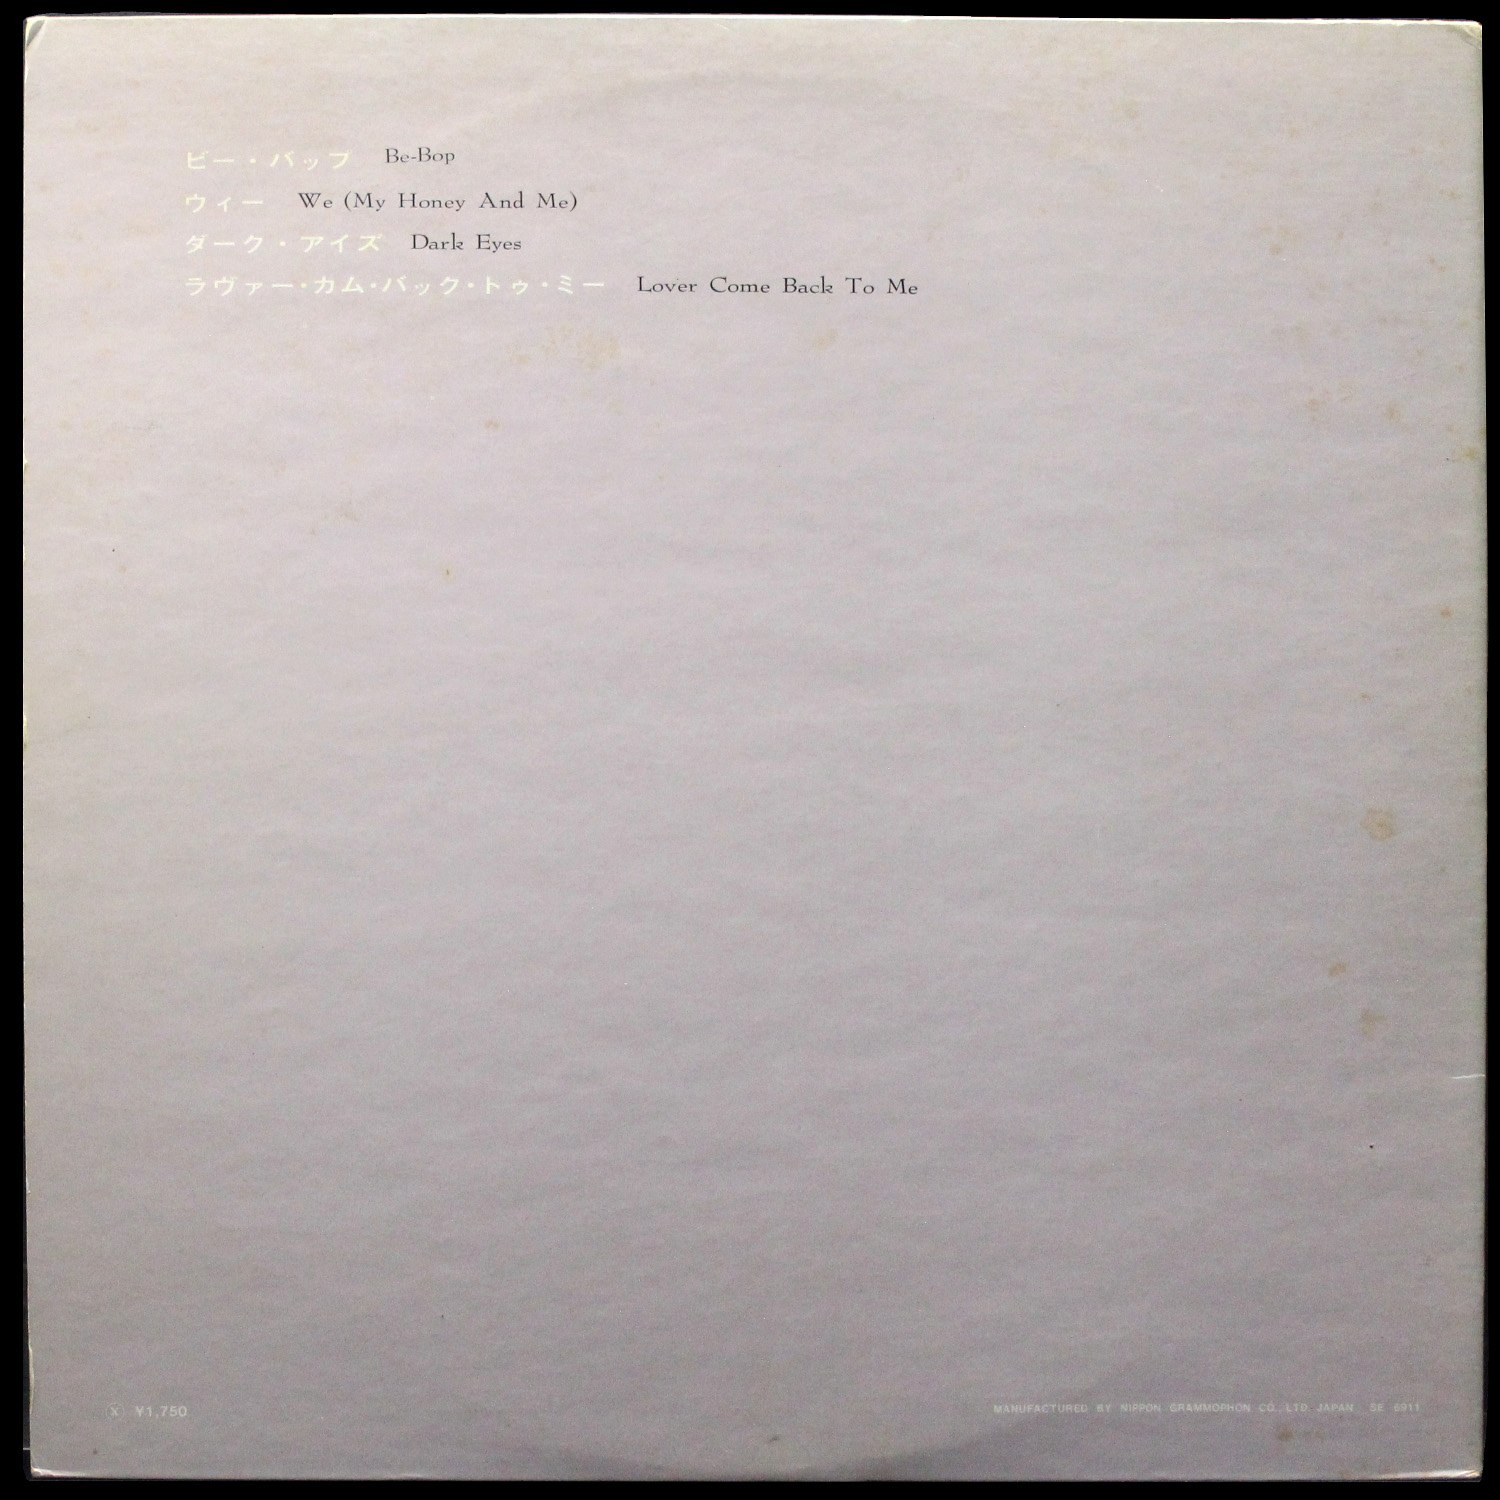 ビー・バップ Be-Bop
ウィー We (My Honey And Me)
ダーク・アイズ Dark Eyes
ラヴァー・カム・バック・トゥ・ミー Lover Come Back To Me
Ⓧ ¥1,750
MANUFACTURED BY NIPPON GRAMMOPHON CO. LTD. JAPAN SE 6911